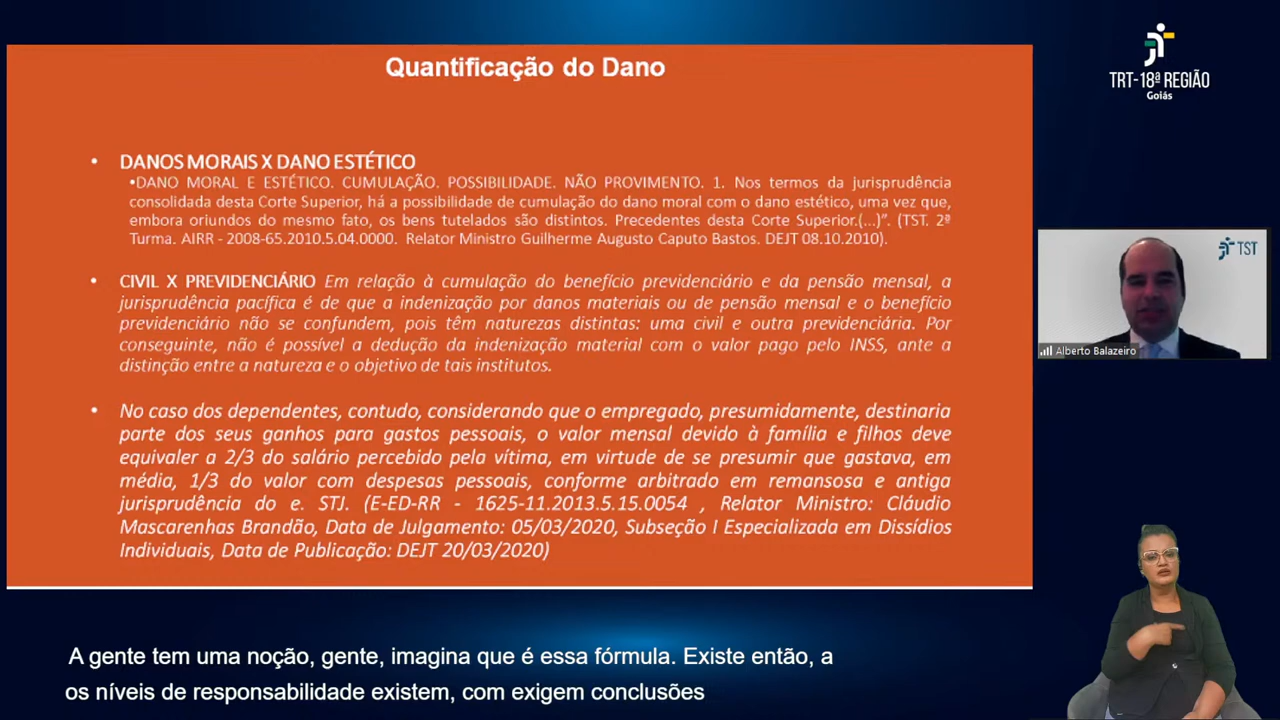 Quantificação do Dano
TRT-18ª REGIÃO
Goiás
• DANOS MORAIS X DANO ESTÉTICO
•DANO MORAL E ESTÉTICO. CUMULAÇÃO. POSSIBILIDADE. NÃO PROVIMENTO. 1. Nos termos da jurisprudência
consolidada desta Corte Superior, há a possibilidade de cumulação do dano moral com o dano estético, uma vez que,
embora oriundos do mesmo fato, os bens tutelados são distintos. Precedentes desta Corte Superior.(...)”. (TST. 2ª
Turma. AIRR - 2008-65.2010.5.04.0000. Relator Ministro Guilherme Augusto Caputo Bastos. DEJT 08.10.2010).
• CIVIL X PREVIDENCIÁRIO Em relação à cumulação do benefício previdenciário e da pensão mensal, a
jurisprudência pacífica é de que a indenização por danos materiais ou de pensão mensal e o benefício
previdenciário não se confundem, pois têm naturezas distintas: uma civil e outra previdenciária. Por
conseguinte, não é possível a dedução da indenização material com o valor pago pelo INSS, ante a
distinção entre a natureza e o objetivo de tais institutos.
• No caso dos dependentes, contudo, considerando que o empregado, presumidamente, destinaria
parte dos seus ganhos para gastos pessoais, o valor mensal devido à família e filhos deve
equivaler a 2/3 do salário percebido pela vítima, em virtude de se presumir que gastava, em
média, 1/3 do valor com despesas pessoais, conforme arbitrado em remansosa e antiga
jurisprudência do e. STJ. (E-ED-RR - 1625-11.2013.5.15.0054 , Relator Ministro: Cláudio
Mascarenhas Brandão, Data de Julgamento: 05/03/2020, Subseção I Especializada em Dissídios
Individuais, Data de Publicação: DEJT 20/03/2020)
TST
Alberto Balazeiro
A gente tem uma noção, gente, imagina que é essa fórmula. Existe então, a
os níveis de responsabilidade existem, com exigem conclusões